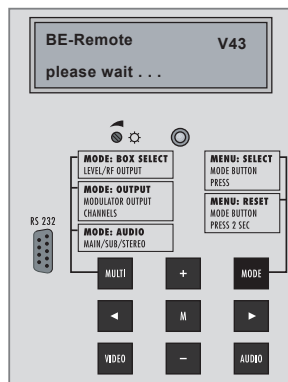 BE-Remote V43
please wait . . .
MODE: BOX SELECT
LEVEL/RF OUTPUT
MODE: OUTPUT
MODULATOR OUTPUT
CHANNELS
MODE: AUDIO
MAIN/SUB/STEREO
MENU: SELECT
MODE BUTTON
PRESS
MENU: RESET
MODE BUTTON
PRESS 2 SEC
RS 232
MULTI + MODE
M
VIDEO − AUDIO